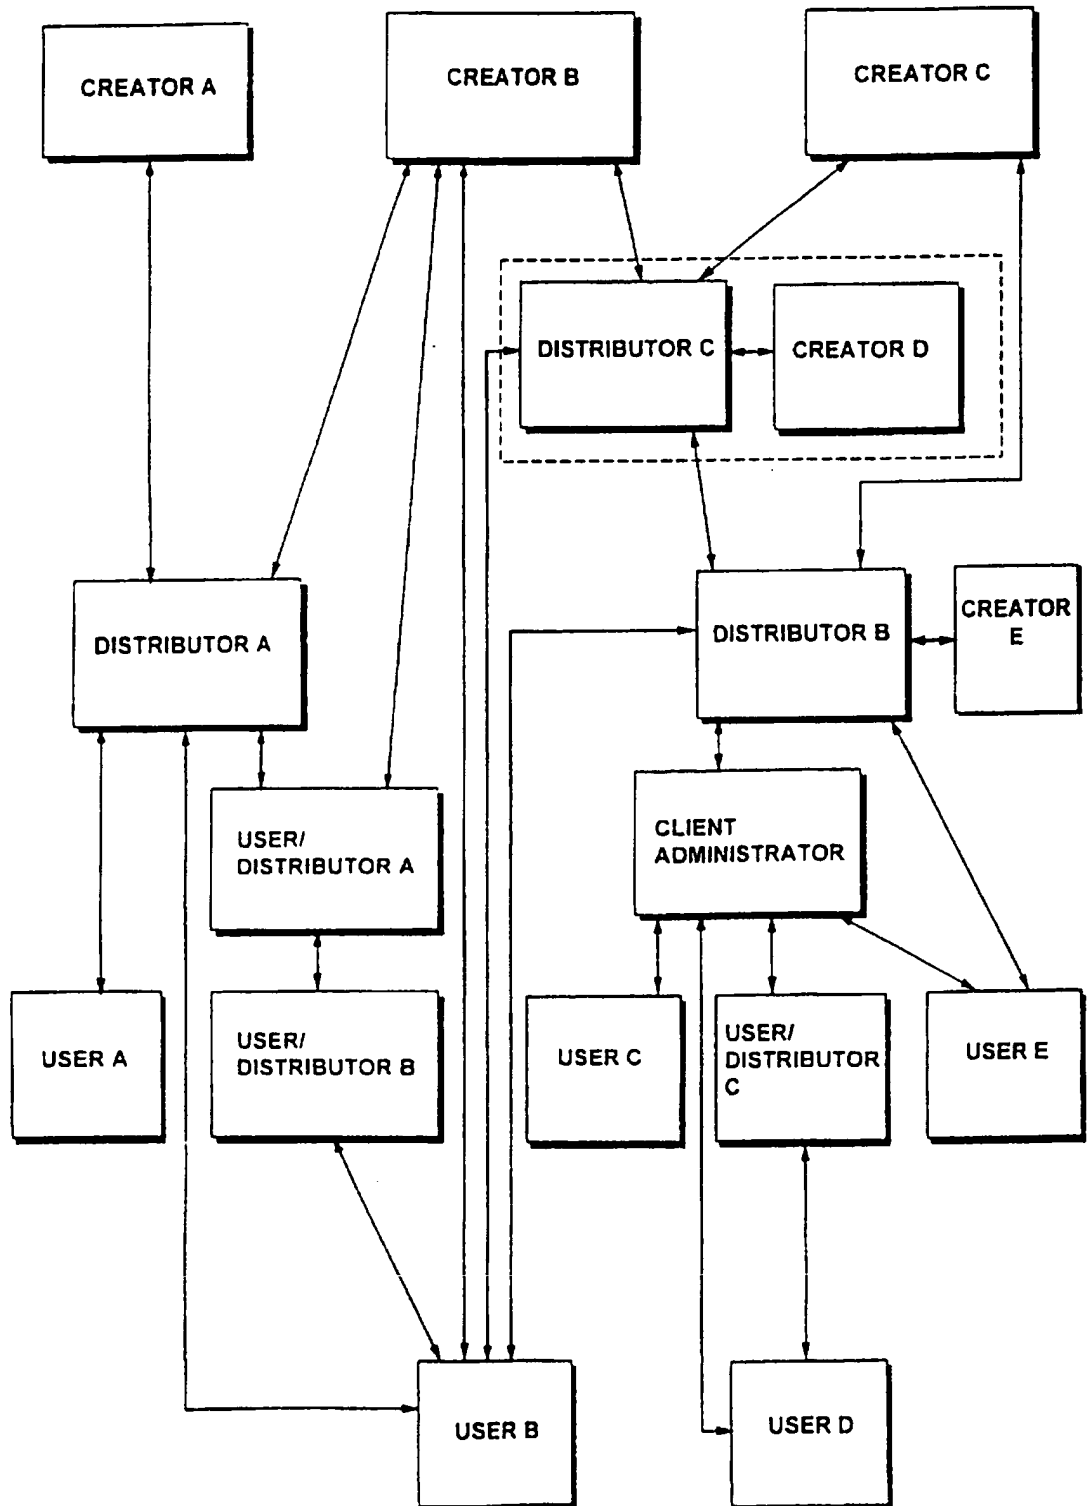 CREATOR A
CREATOR B
CREATOR C
DISTRIBUTOR C
CREATOR D
DISTRIBUTOR A
DISTRIBUTOR B
CREATOR
E
USER/
DISTRIBUTOR A
CLIENT
ADMINISTRATOR
USER A
USER/
DISTRIBUTOR B
USER C
USER/
DISTRIBUTOR
C
USER E
USER B
USER D